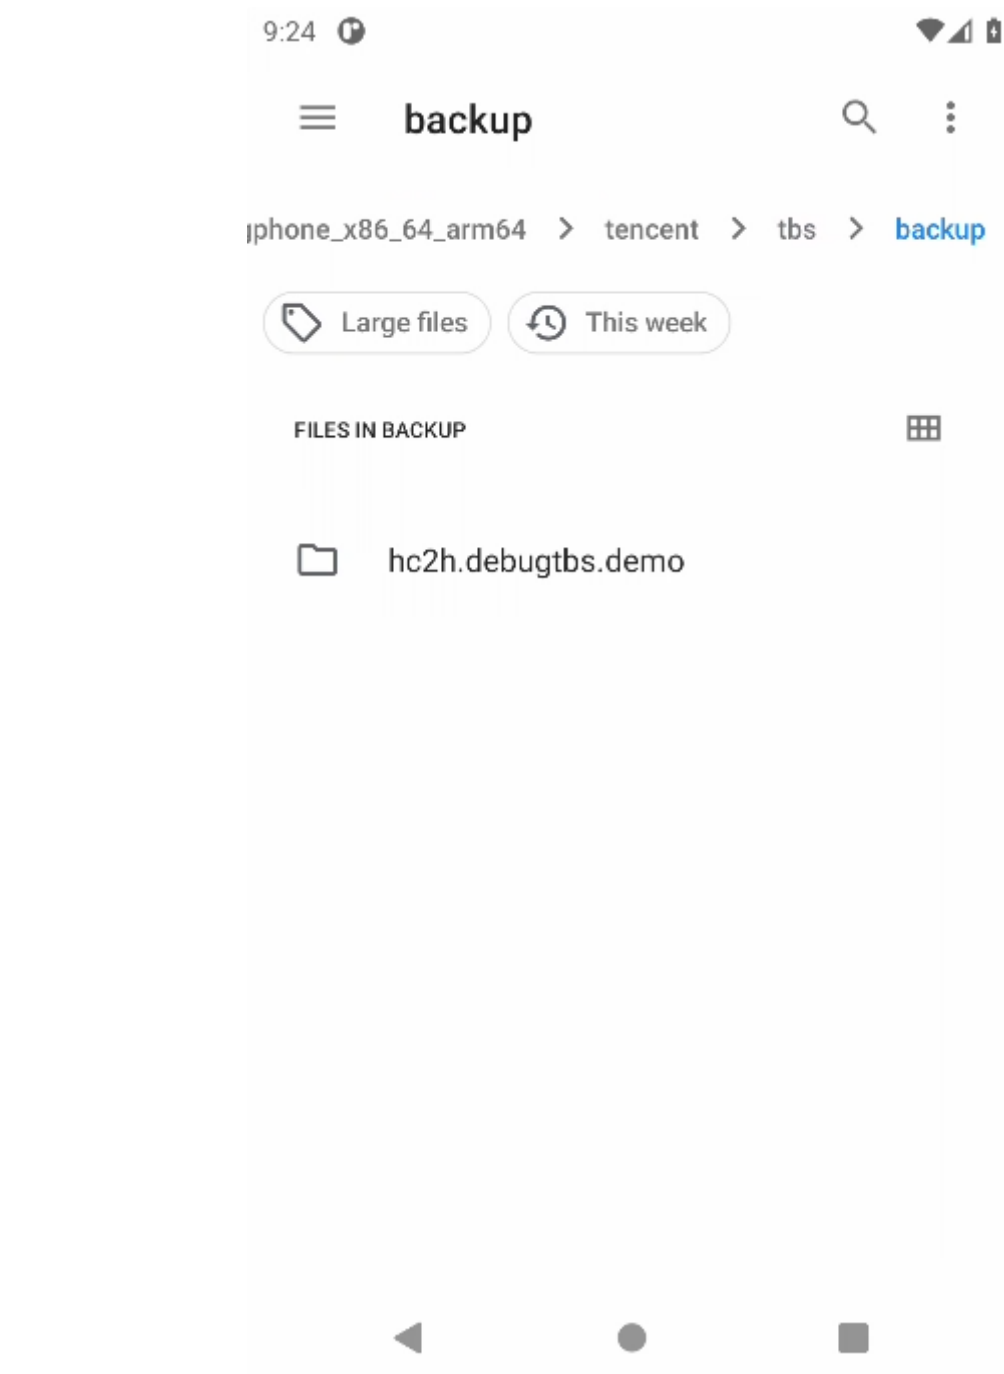 9:24
backup
phone_x86_64_arm64 > tencent > tbs > backup
Large files
This week
FILES IN BACKUP
hc2h.debugtbs.demo